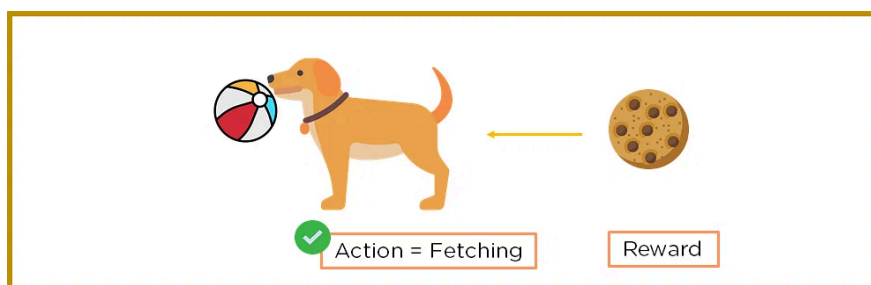 Action = Fetching
Reward